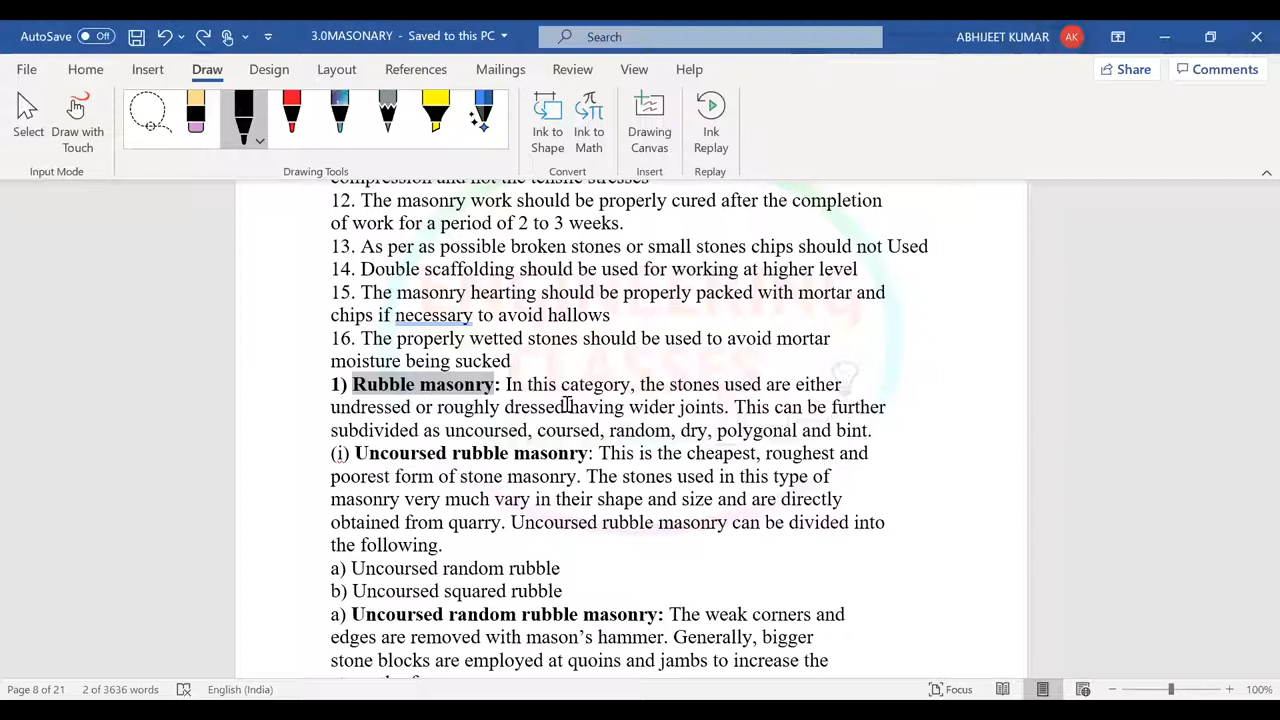 AutoSave Off 3.0MASONARY - Saved to this PC Search ABHIJEET KUMAR AK
File Home Insert Draw Design Layout References Mailings Review View Help Share Comments
Select Draw with Touch Ink to Shape Ink to Math Drawing Canvas Ink Replay
Input Mode Drawing Tools Convert Insert Replay
compression and not the tensile stresses
12. The masonry work should be properly cured after the completion
of work for a period of 2 to 3 weeks.
13. As per as possible broken stones or small stones chips should not Used
14. Double scaffolding should be used for working at higher level
15. The masonry hearting should be properly packed with mortar and
chips if necessary to avoid hallows
16. The properly wetted stones should be used to avoid mortar
moisture being sucked
1) Rubble masonry: In this category, the stones used are either
undressed or roughly dressed having wider joints. This can be further
subdivided as uncoursed, coursed, random, dry, polygonal and bint.
(i) Uncoursed rubble masonry: This is the cheapest, roughest and
poorest form of stone masonry. The stones used in this type of
masonry very much vary in their shape and size and are directly
obtained from quarry. Uncoursed rubble masonry can be divided into
the following.
a) Uncoursed random rubble
b) Uncoursed squared rubble
a) Uncoursed random rubble masonry: The weak corners and
edges are removed with mason's hammer. Generally, bigger
stone blocks are employed at quoins and jambs to increase the
Page 8 of 21 2 of 3636 words English (India) Focus 100%